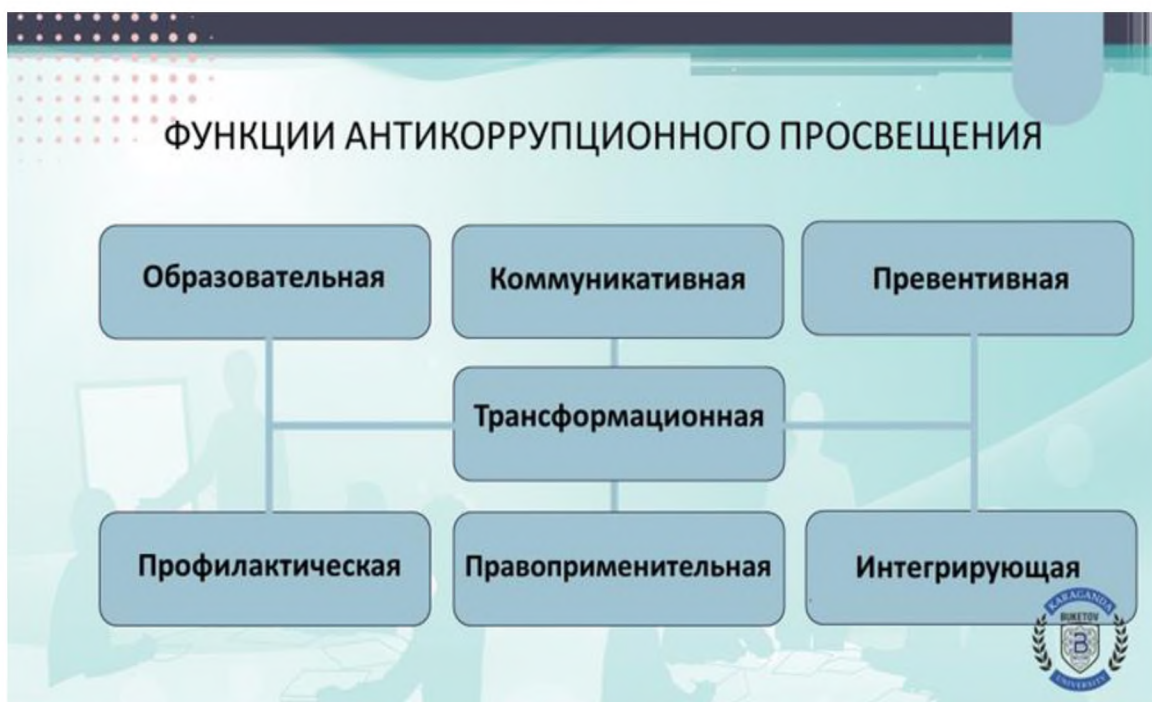 ФУНКЦИИ АНТИКОРРУПЦИОННОГО ПРОСВЕЩЕНИЯ
Образовательная
Коммуникативная
Превентивная
Трансформационная
Профилактическая
Правоприменительная
Интегрирующая
KARAGANDA
BUKETOV
B
UNIVERSITY